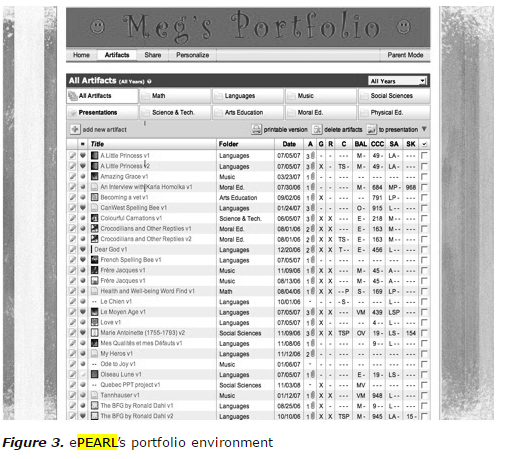 Meg's Portfolio
Home Artifacts Share Personalize Parent Mode
All Artifacts (All Years) All Years
All Artifacts Math Languages Music Social Sciences
Presentations Science & Tech. Arts Education Moral Ed. Physical Ed.
add new artifact printable version delete artifacts to presentation
Title Folder Date A G R C BAL CCC SA SK
A Little Princess v1 Languages 07/05/07 3 - - --- M- 49- LA- ---
A Little Princess v2 Languages 07/05/07 3 X - TS- M- 49- LA- ---
Amazing Grace v1 Music 03/23/07 1 - - --- --- --- --- ---
An Interview with Karla Homolka v1 Moral Ed. 07/30/06 1 - - --- M- 684 MP- 968
Becoming a vet v1 Arts Education 09/02/06 1 X - --- --- 791 LP- ---
CanWest Spelling Bee v1 Languages 01/24/07 3 - - --- O- 915 L-- ---
Colourful Carnations v1 Science & Tech. 06/05/07 3 X X --- E- 218 M-- ---
Crocodilians and Other Reptiles v1 Moral Ed. 08/01/06 2 X X --- E- 163 M-- ---
Crocodilians and Other Reptiles v2 Moral Ed. 08/01/06 2 X X TS- E- 163 M-- ---
Dear God v1 Languages 12/20/06 2 X X T-- E- 456 L-- ---
French Spelling Bee v1 Languages 07/05/07 1 - - --- --- --- --- ---
Frère Jacques v1 Music 11/09/06 3 X X --- M- 45- A-- ---
Frère Jacques v1 Music 08/13/06 1 X X --- M- 45- A-- ---
Health and Well-being Word Find v1 Math 08/04/06 1 X X --P S- 169 LP- ---
Le Chien v1 Languages 10/01/06 - - - -S- --- --- L-- ---
Le Moyen Age v1 Languages 07/05/07 1 X X --- VM 439 LSP ---
Love v1 Languages 07/05/07 1 X X --- --- 4-- L-- ---
Marie Antoinette (1755-1793) v2 Social Sciences 11/09/06 3 X X TSP OV 19- LS- 154
Mes Qualités et mes Défauts v1 Languages 11/08/06 1 X X --- --- 9-- L-- ---
My Heros v1 Languages 11/12/06 2 - - --- --- --- --- ---
Ode to Joy v1 Music 01/06/07 - - - --- --- --- --- ---
Oiseau Lune v1 Languages 07/05/07 1 - - --- E- 19- LS- ---
Quebec PPT project v1 Social Sciences 11/03/08 - X - --- MV --- --- ---
Tannhauser v1 Music 01/12/07 1 X X --- VM 948 L-- ---
The BFG by Ronald Dahl v1 Languages 08/25/06 1 X X --- M- 9-- L-- ---
The BFG by Ronald Dahl v2 Languages 10/10/06 1 X X TSP M- 945 LA- 15-
Figure 3. ePEARL's portfolio environment